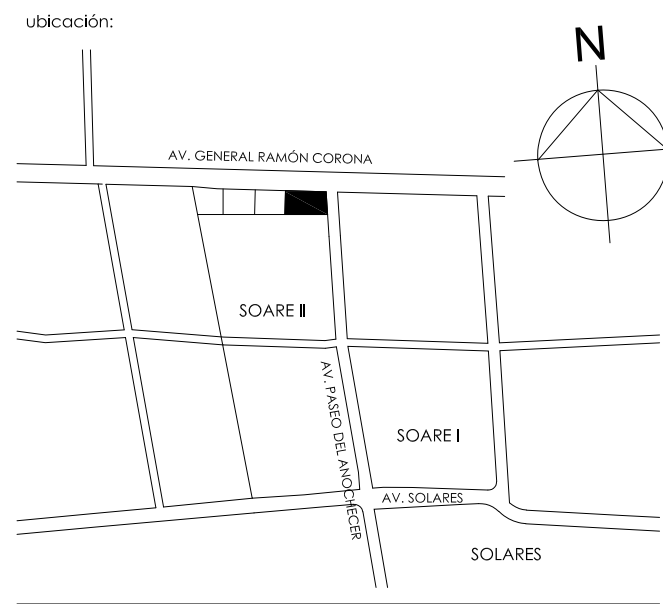 ubicación:
N
AV. GENERAL RAMÓN CORONA
SOARE II
AV. PASEO DEL ANOCHECER
SOARE I
AV. SOLARES
SOLARES